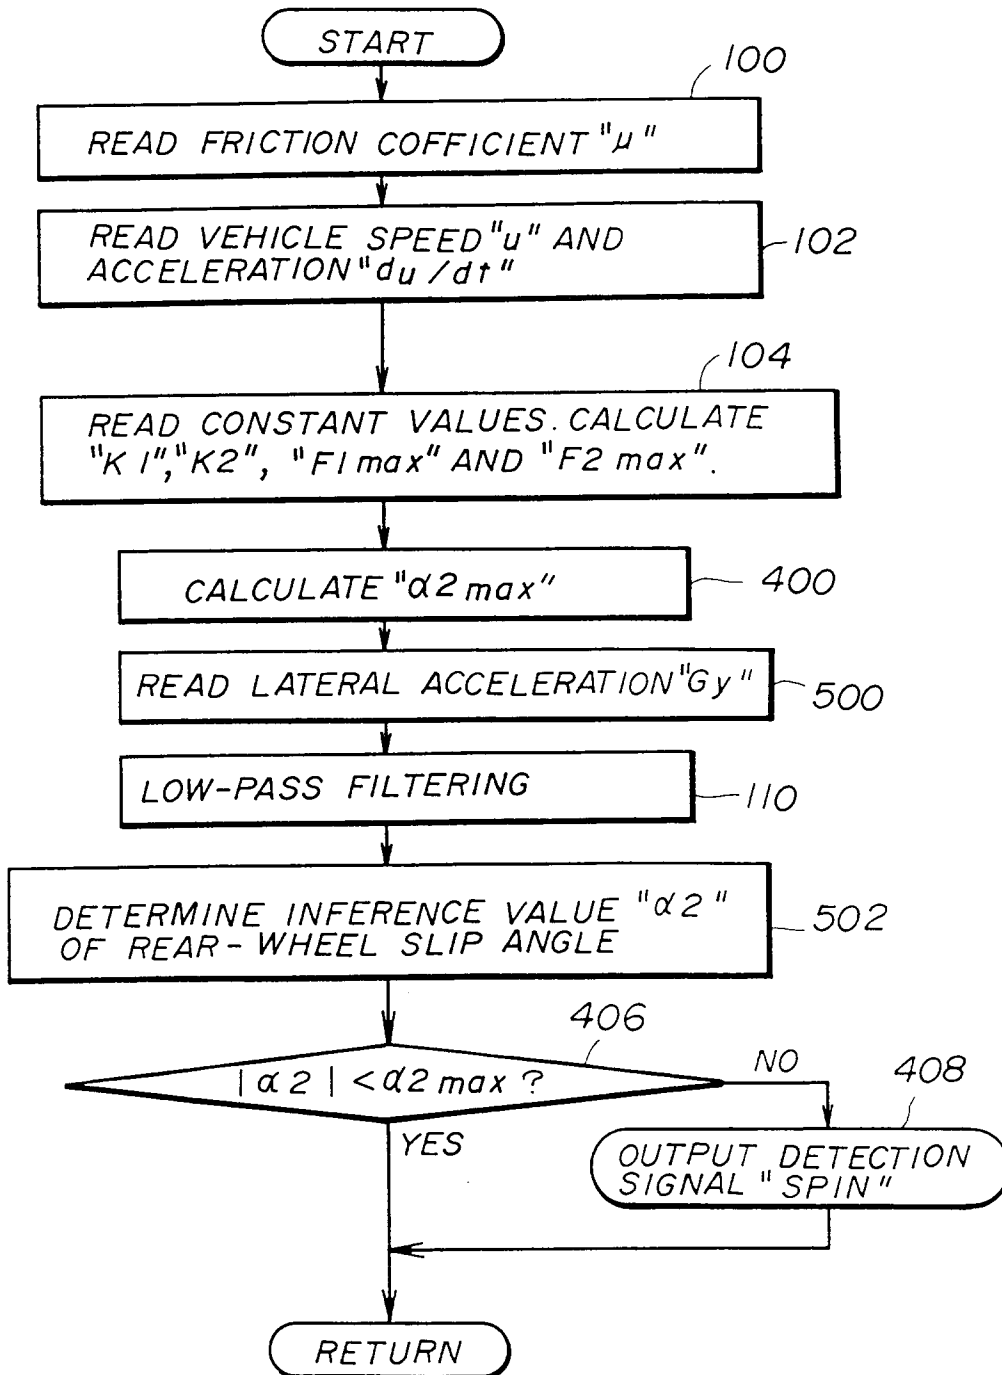 START
100
READ FRICTION COFFICIENT "μ"
READ VEHICLE SPEED "u" AND
ACCELERATION "du/dt"
102
104
READ CONSTANT VALUES. CALCULATE
"K1", "K2", "F1max" AND "F2max".
CALCULATE "α2max"
400
READ LATERAL ACCELERATION "Gy"
500
LOW-PASS FILTERING
110
DETERMINE INFERENCE VALUE "α2"
OF REAR-WHEEL SLIP ANGLE
502
406
|α2| < α2max ?
NO
408
YES
OUTPUT DETECTION
SIGNAL "SPIN"
RETURN